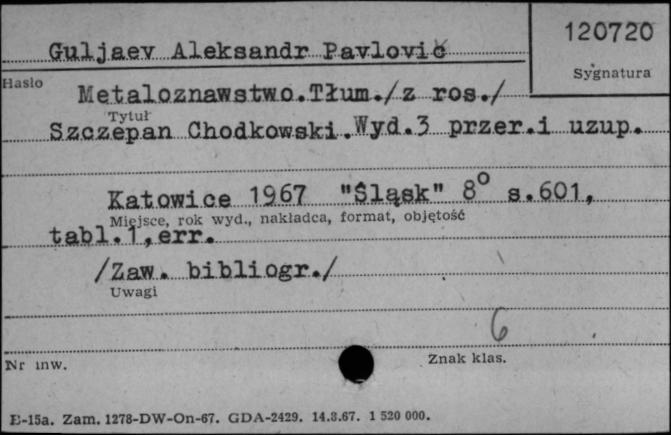 120720
Guljaev Aleksandr Pavlovič
Sygnatura
Hasło
Metaloznawstwo.Tłum./z ros./
Tytuł
Szczepan Chodkowski.Wyd.3 przer.i uzup.
Katowice 1967 "Śląsk" 8° s.601,
Miejsce, rok wyd., nakładca, format, objętość
tabl.1,err.
/Zaw. bibliogr./
Uwagi
6
Nr inw.
Znak klas.
E-15a. Zam. 1278-DW-On-67. GDA-2429. 14.3.67. 1 520 000.